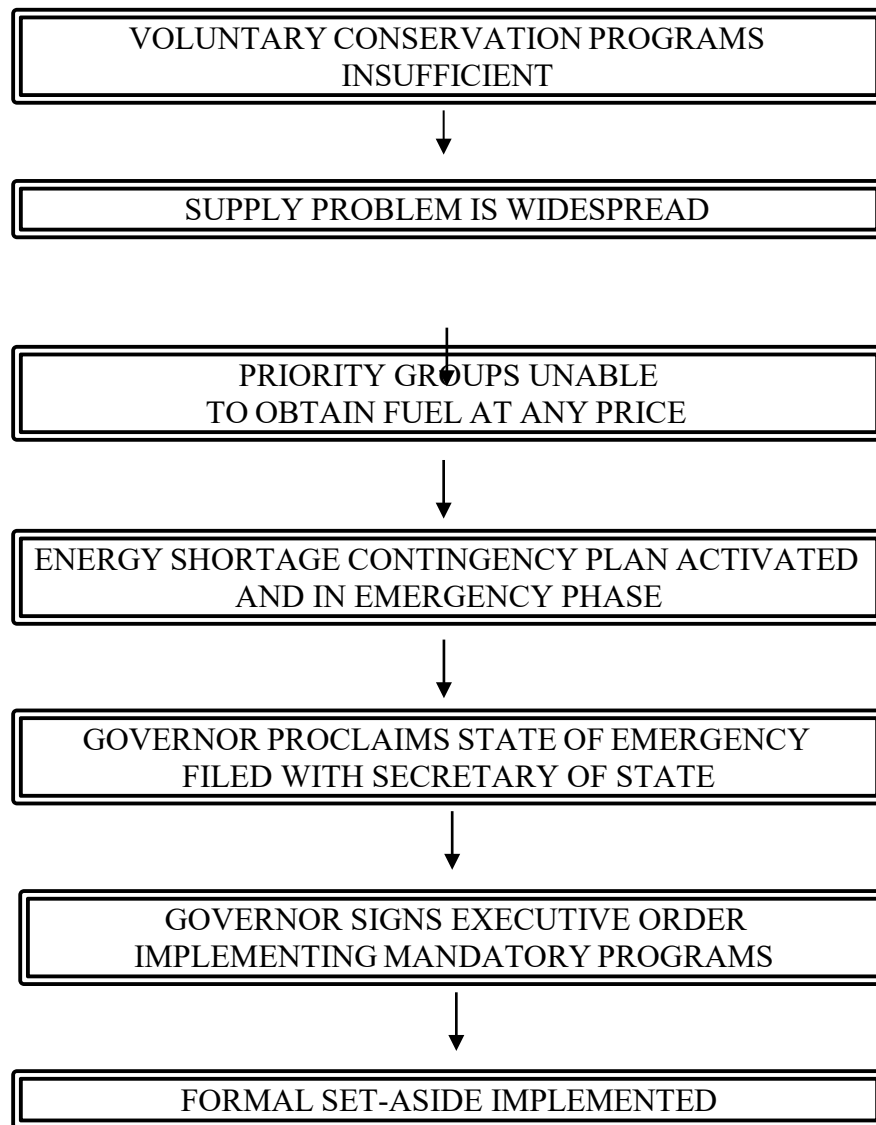 VOLUNTARY CONSERVATION PROGRAMS
INSUFFICIENT
SUPPLY PROBLEM IS WIDESPREAD
PRIORITY GROUPS UNABLE
TO OBTAIN FUEL AT ANY PRICE
ENERGY SHORTAGE CONTINGENCY PLAN ACTIVATED
AND IN EMERGENCY PHASE
GOVERNOR PROCLAIMS STATE OF EMERGENCY
FILED WITH SECRETARY OF STATE
GOVERNOR SIGNS EXECUTIVE ORDER
IMPLEMENTING MANDATORY PROGRAMS
FORMAL SET-ASIDE IMPLEMENTED